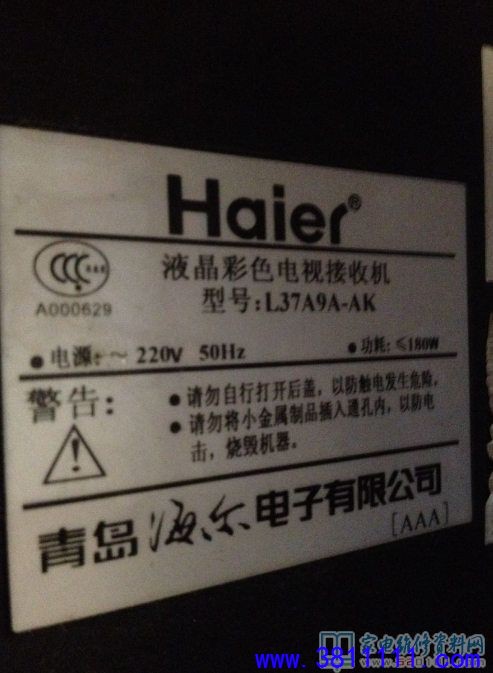 Haier®
CCC
A000629
液晶彩色电视接收机
型号:L37A9A-AK
●电源:~ 220V 50Hz
●功耗:≤180W
警告:
●请勿自行打开后盖,以防触电发生危险,
●请勿将小金属制品插入通孔内,以防电
击,烧毁机器。
青岛海尔电子有限公司
[AAA]
家电维修资料网
www.3811111.com